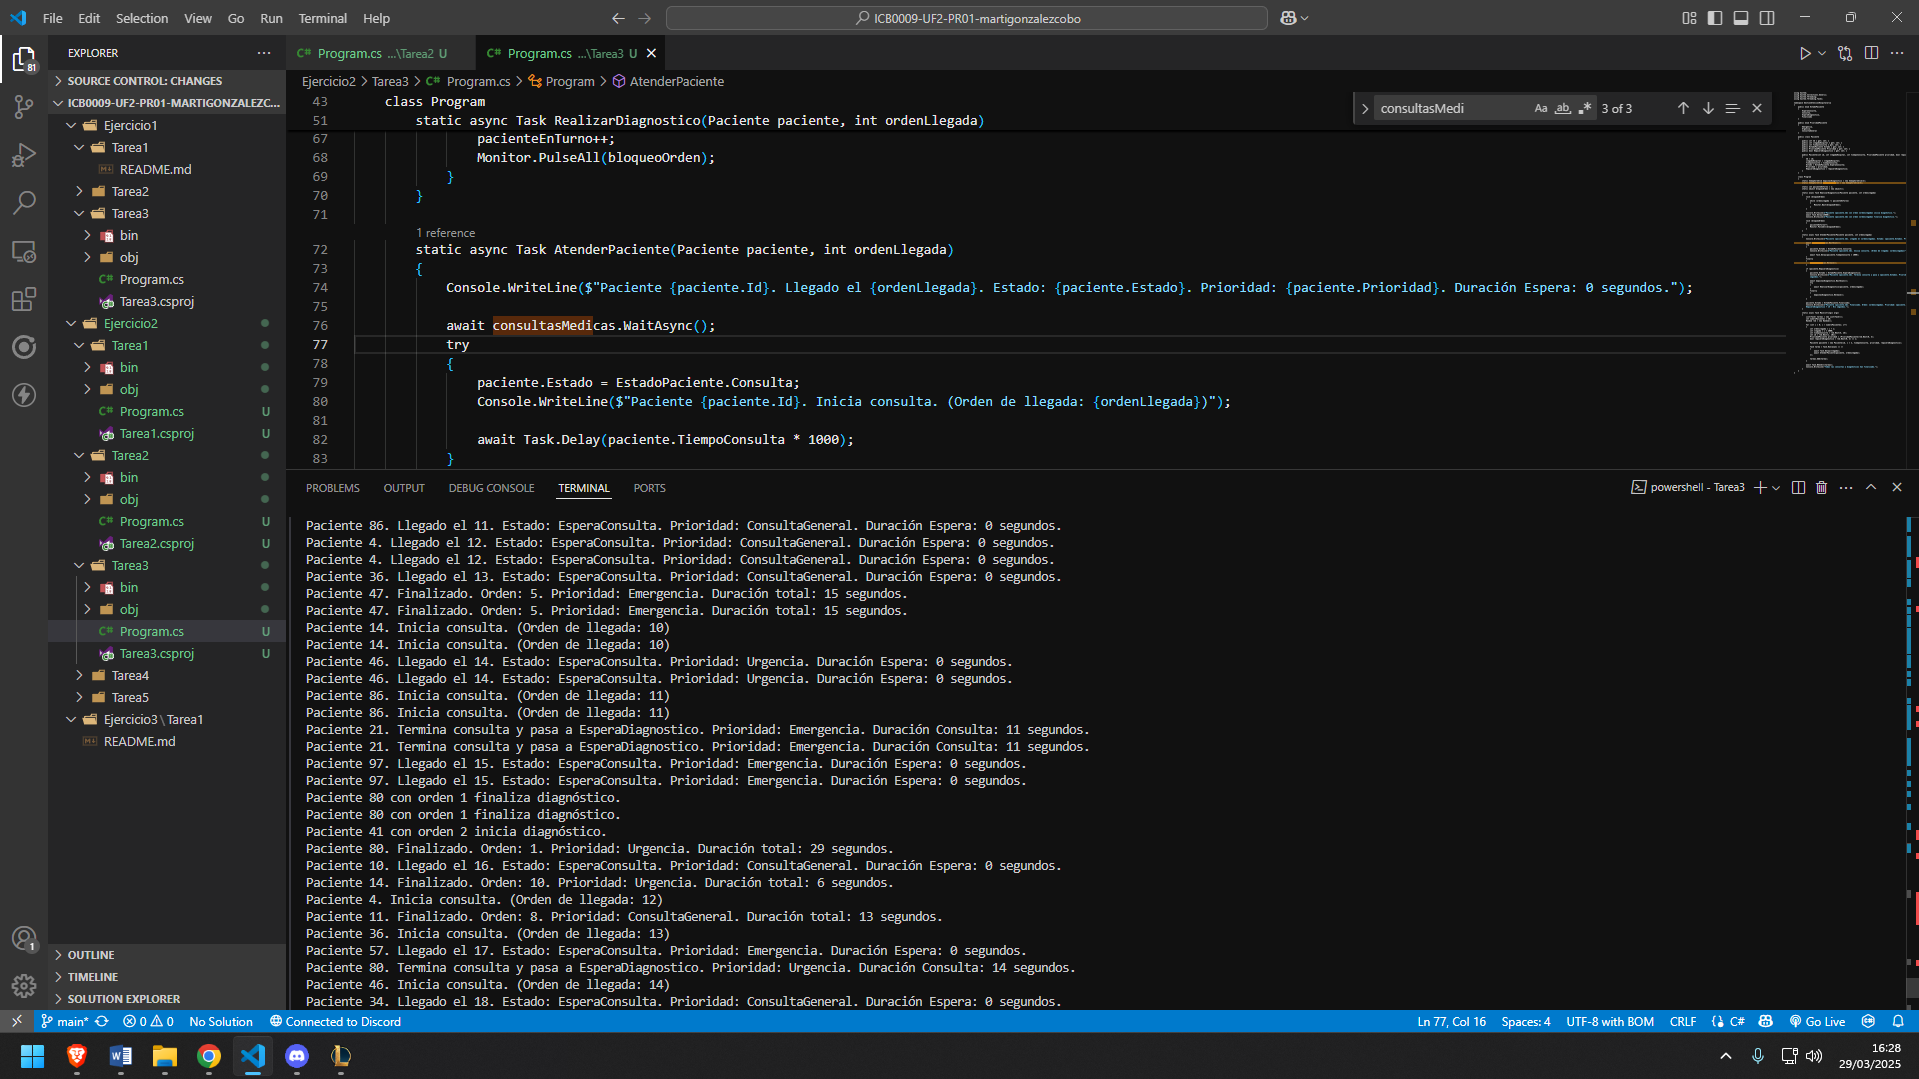 File Edit Selection View Go Run Terminal Help
ICB0009-UF2-PR01-martigonzalezcobo
EXPLORER
SOURCE CONTROL: CHANGES
ICB0009-UF2-PR01-MARTIGONZALEZC...
Ejercicio1
Tarea1
README.md
Tarea2
Tarea3
bin
obj
C# Program.cs
Tarea3.csproj
Ejercicio2
Tarea1
bin
obj
C# Program.cs U
Tarea1.csproj U
Tarea2
bin
obj
C# Program.cs U
Tarea2.csproj U
Tarea3
bin
obj
C# Program.cs U
Tarea3.csproj U
Tarea4
Tarea5
Ejercicio3 \ Tarea1
README.md
OUTLINE
TIMELINE
SOLUTION EXPLORER
81
1
C# Program.cs ...\Tarea2 U
C# Program.cs ...\Tarea3 U
Ejercicio2 > Tarea3 > C# Program.cs > Program > AtenderPaciente
consultasMedi Aa ab 3 of 3
43 class Program
51 static async Task RealizarDiagnostico(Paciente paciente, int ordenLlegada)
67 pacienteEnTurno++;
68 Monitor.PulseAll(bloqueoOrden);
69 }
70 }
71
1 reference
72 static async Task AtenderPaciente(Paciente paciente, int ordenLlegada)
73 {
74 Console.WriteLine($"Paciente {paciente.Id}. Llegado el {ordenLlegada}. Estado: {paciente.Estado}. Prioridad: {paciente.Prioridad}. Duración Espera: 0 segundos.");
75
76 await consultasMedicas.WaitAsync();
77 try
78 {
79 paciente.Estado = EstadoPaciente.Consulta;
80 Console.WriteLine($"Paciente {paciente.Id}. Inicia consulta. (Orden de llegada: {ordenLlegada})");
81
82 await Task.Delay(paciente.TiempoConsulta * 1000);
83 }
PROBLEMS OUTPUT DEBUG CONSOLE TERMINAL PORTS
powershell - Tarea3
Paciente 86. Llegado el 11. Estado: EsperaConsulta. Prioridad: ConsultaGeneral. Duración Espera: 0 segundos.
Paciente 4. Llegado el 12. Estado: EsperaConsulta. Prioridad: ConsultaGeneral. Duración Espera: 0 segundos.
Paciente 4. Llegado el 12. Estado: EsperaConsulta. Prioridad: ConsultaGeneral. Duración Espera: 0 segundos.
Paciente 36. Llegado el 13. Estado: EsperaConsulta. Prioridad: ConsultaGeneral. Duración Espera: 0 segundos.
Paciente 47. Finalizado. Orden: 5. Prioridad: Emergencia. Duración total: 15 segundos.
Paciente 47. Finalizado. Orden: 5. Prioridad: Emergencia. Duración total: 15 segundos.
Paciente 14. Inicia consulta. (Orden de llegada: 10)
Paciente 14. Inicia consulta. (Orden de llegada: 10)
Paciente 46. Llegado el 14. Estado: EsperaConsulta. Prioridad: Urgencia. Duración Espera: 0 segundos.
Paciente 46. Llegado el 14. Estado: EsperaConsulta. Prioridad: Urgencia. Duración Espera: 0 segundos.
Paciente 86. Inicia consulta. (Orden de llegada: 11)
Paciente 86. Inicia consulta. (Orden de llegada: 11)
Paciente 21. Termina consulta y pasa a EsperaDiagnostico. Prioridad: Emergencia. Duración Consulta: 11 segundos.
Paciente 21. Termina consulta y pasa a EsperaDiagnostico. Prioridad: Emergencia. Duración Consulta: 11 segundos.
Paciente 97. Llegado el 15. Estado: EsperaConsulta. Prioridad: Emergencia. Duración Espera: 0 segundos.
Paciente 97. Llegado el 15. Estado: EsperaConsulta. Prioridad: Emergencia. Duración Espera: 0 segundos.
Paciente 80 con orden 1 finaliza diagnóstico.
Paciente 80 con orden 1 finaliza diagnóstico.
Paciente 41 con orden 2 inicia diagnóstico.
Paciente 80. Finalizado. Orden: 1. Prioridad: Urgencia. Duración total: 29 segundos.
Paciente 10. Llegado el 16. Estado: EsperaConsulta. Prioridad: ConsultaGeneral. Duración Espera: 0 segundos.
Paciente 14. Finalizado. Orden: 10. Prioridad: Urgencia. Duración total: 6 segundos.
Paciente 4. Inicia consulta. (Orden de llegada: 12)
Paciente 11. Finalizado. Orden: 8. Prioridad: ConsultaGeneral. Duración total: 13 segundos.
Paciente 36. Inicia consulta. (Orden de llegada: 13)
Paciente 57. Llegado el 17. Estado: EsperaConsulta. Prioridad: Emergencia. Duración Espera: 0 segundos.
Paciente 80. Termina consulta y pasa a EsperaDiagnostico. Prioridad: Urgencia. Duración Consulta: 14 segundos.
Paciente 46. Inicia consulta. (Orden de llegada: 14)
Paciente 34. Llegado el 18. Estado: EsperaConsulta. Prioridad: ConsultaGeneral. Duración Espera: 0 segundos.
main* 0 0 No Solution Connected to Discord
Ln 77, Col 16 Spaces: 4 UTF-8 with BOM CRLF {} C# Go Live
16:28
29/03/2025